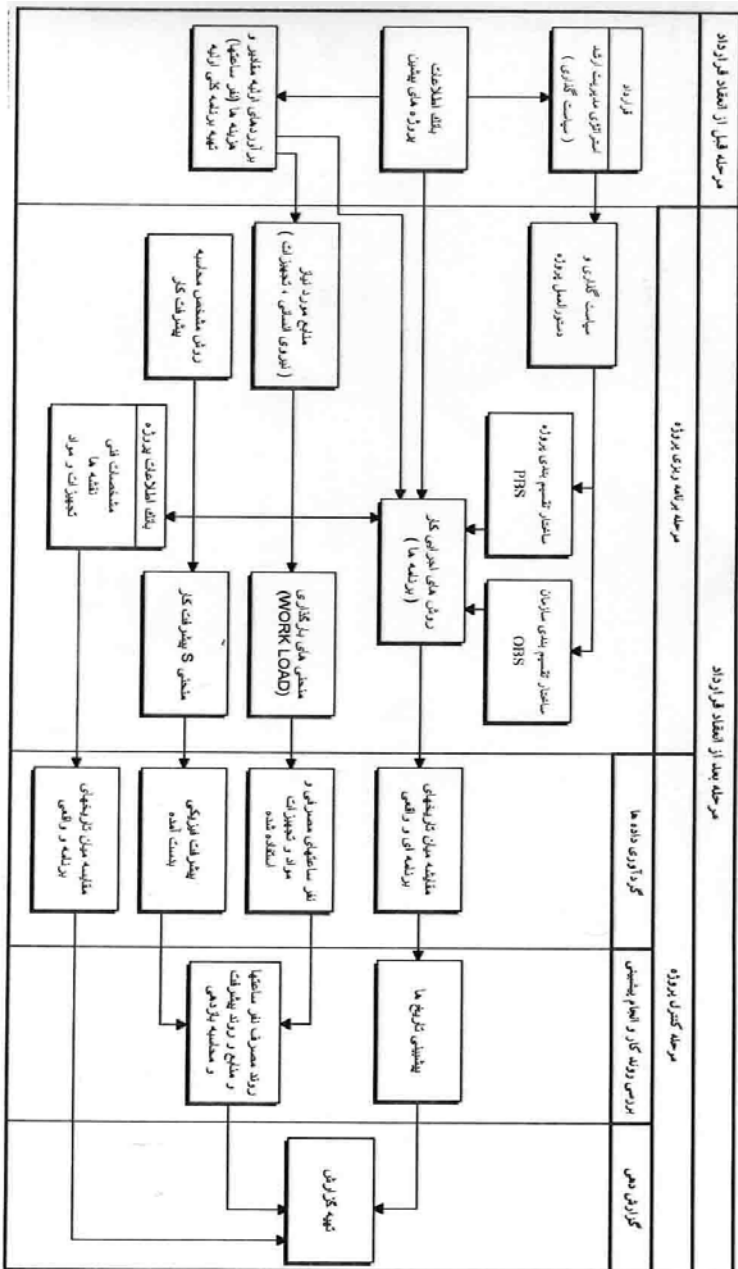 مرحله قبل از انعقاد قرارداد
مرحله بعد از انعقاد قرارداد
مرحله برنامه ریزی پروژه
مرحله کنترل پروژه
گردآوری داده ها
بررسی روند کار و انجام پیشبینی
گزارش دهی
قرارداد
استراتژی مدیریت ارشد
( سیاست گذاری )
بانک اطلاعات
پروژه های پیشین
برآوردهای اولیه مقادیر و
هزینه ها (نفر ساعتها)
تهیه برنامه کلی اولیه
سیاست گذاری و
دستورالعمل پروژه
ساختار تقسیم بندی پروژه
PBS
ساختار تقسیم بندی سازمان
OBS
روش های اجرایی کار
( برنامه ها )
منابع مورد نیاز
( نیروی انسانی ، تجهیزات )
منحنی های بارگذاری
(WORK LOAD)
روش مشخص محاسبه
پیشرفت کار
منحنی S پیشرفت کار
بانک اطلاعات پروژه
مشخصات فنی
نقشه ها
تجهیزات و مواد
مقایسه میان تاریخهای
برنامه ای و واقعی
نفر ساعتهای مصرفی و
مواد و تجهیزات
استفاده شده
پیشرفت فیزیکی
بدست آمده
مقایسه میان تاریخهای
برنامه و واقعی
پیشبینی تاریخ ها
روند مصرف نفر ساعتها
و منابع و روند پیشرفت
و محاسبه بازدهی
تهیه گزارش